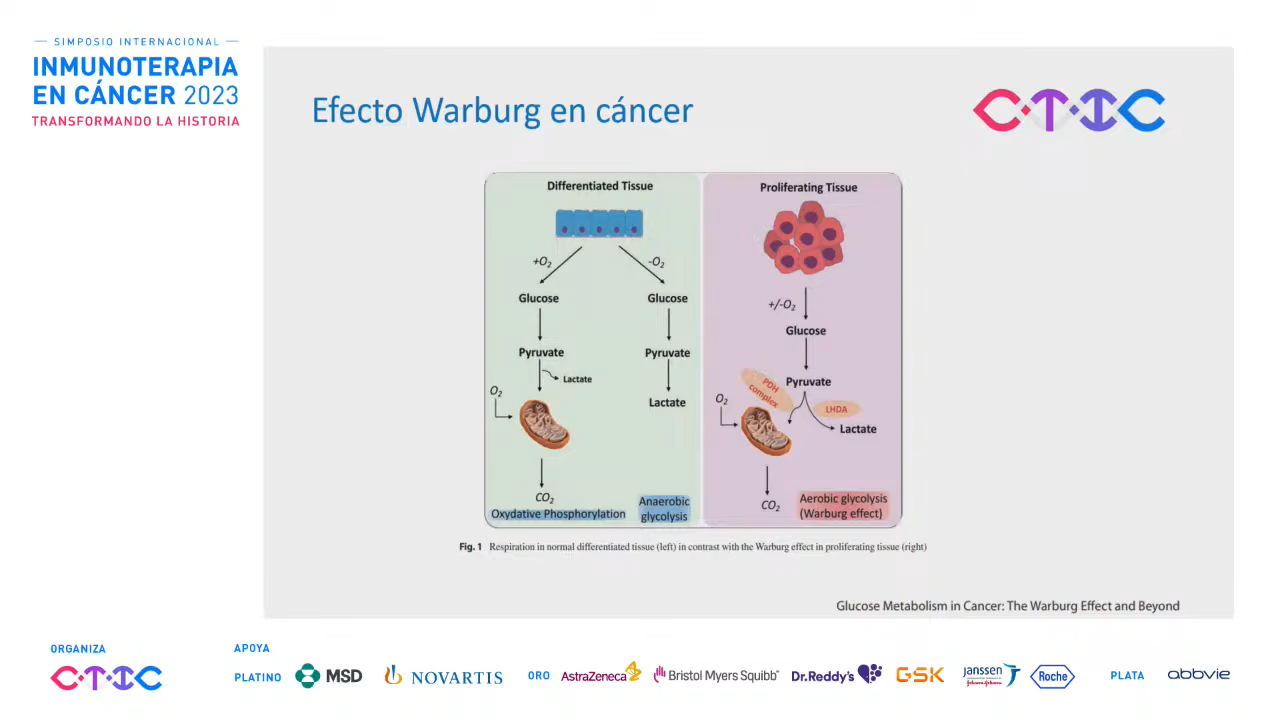 SIMPOSIO INTERNACIONAL
INMUNOTERAPIA
EN CÁNCER 2023
TRANSFORMANDO LA HISTORIA
Efecto Warburg en cáncer
C·T·I·C
Differentiated Tissue
+O2
-O2
Glucose
Glucose
Pyruvate
Pyruvate
Lactate
O2
Lactate
CO2
Oxydative Phosphorylation
Anaerobic
glycolysis
Proliferating Tissue
+/-O2
Glucose
Pyruvate
PDH
complex
LHDA
O2
Lactate
CO2
Aerobic glycolysis
(Warburg effect)
Fig. 1 Respiration in normal differentiated tissue (left) in contrast with the Warburg effect in proliferating tissue (right)
Glucose Metabolism in Cancer: The Warburg Effect and Beyond
ORGANIZA
C·T·I·C
APOYA
PLATINO
MSD
NOVARTIS
ORO
AstraZeneca
Bristol Myers Squibb™
Dr.Reddy's
GSK
Janssen
Johnson&Johnson
Roche
PLATA
abbvie